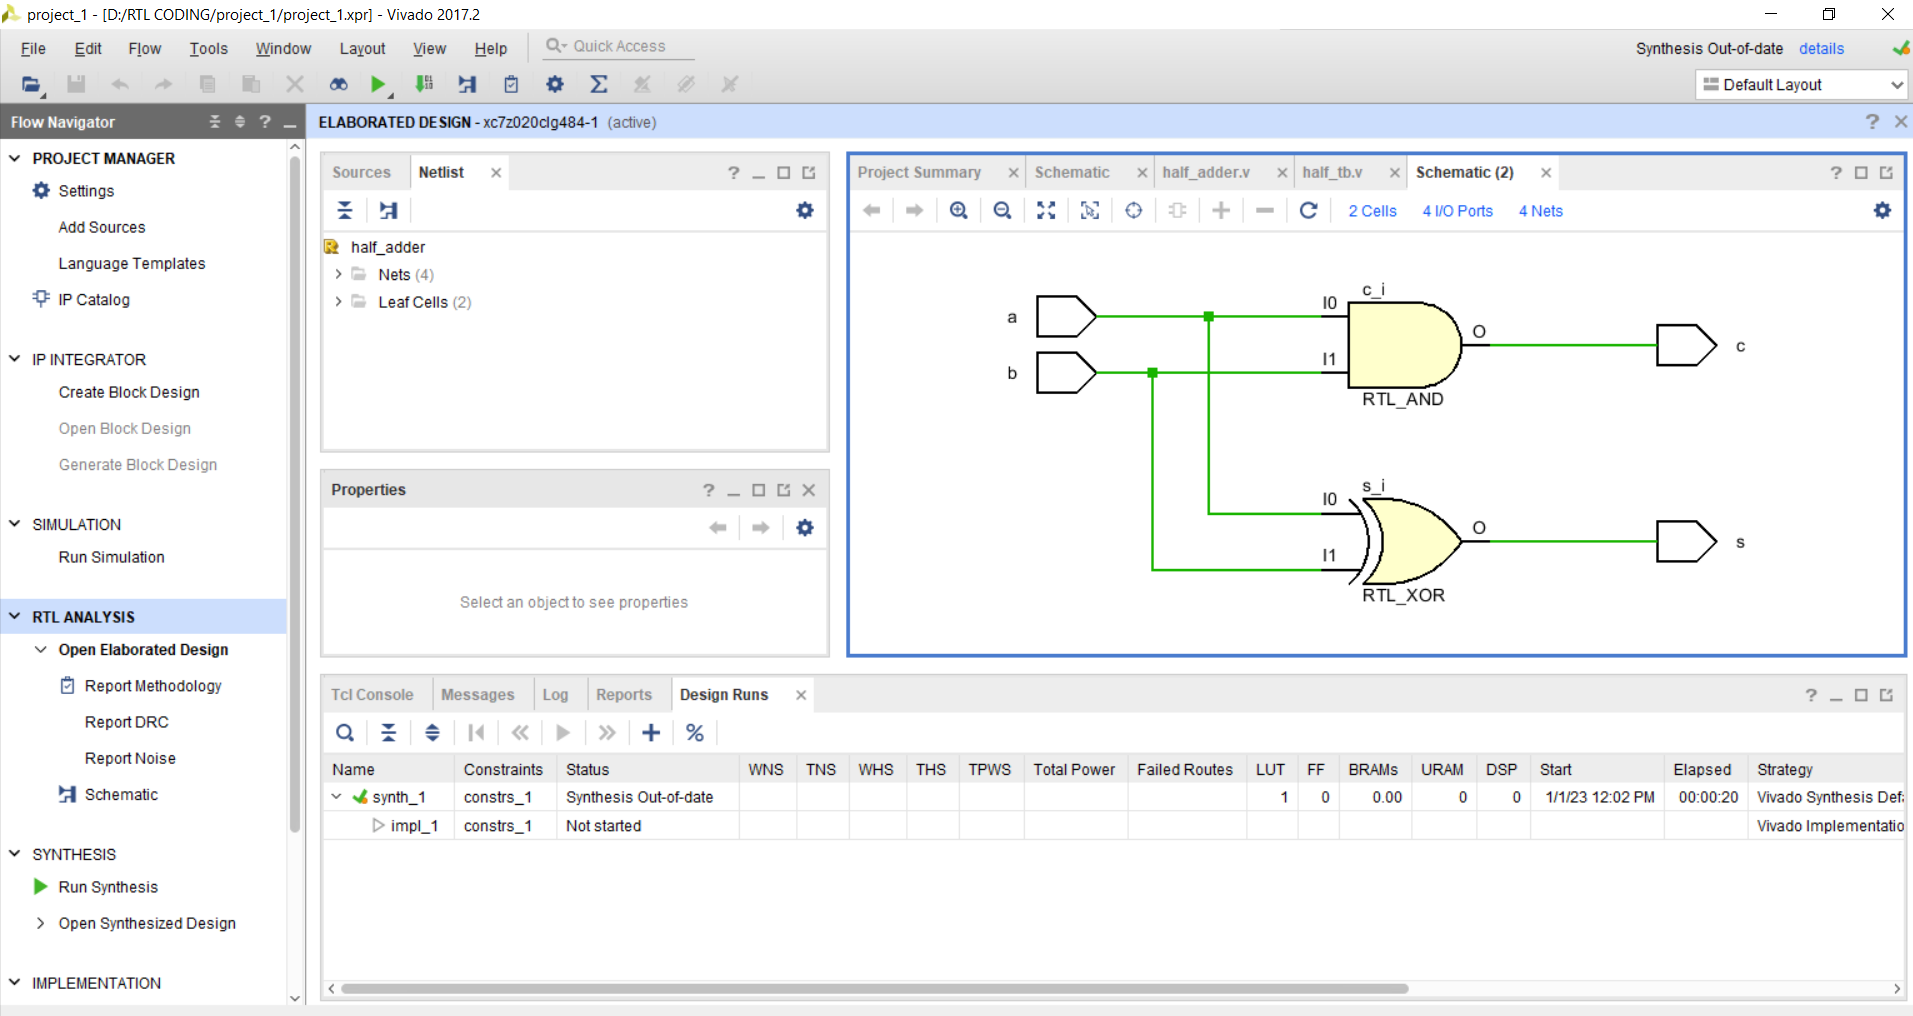 project_1 - [D:/RTL CODING/project_1/project_1.xpr] - Vivado 2017.2
File Edit Flow Tools Window Layout View Help Quick Access
Synthesis Out-of-date details
Default Layout
Flow Navigator
PROJECT MANAGER
Settings
Add Sources
Language Templates
IP Catalog
IP INTEGRATOR
Create Block Design
Open Block Design
Generate Block Design
SIMULATION
Run Simulation
RTL ANALYSIS
Open Elaborated Design
Report Methodology
Report DRC
Report Noise
Schematic
SYNTHESIS
Run Synthesis
Open Synthesized Design
IMPLEMENTATION
ELABORATED DESIGN - xc7z020clg484-1 (active)
Sources Netlist
half_adder
Nets (4)
Leaf Cells (2)
Properties
Select an object to see properties
Project Summary Schematic half_adder.v half_tb.v Schematic (2)
2 Cells 4 I/O Ports 4 Nets
c_i
a I0 O
b I1 c
RTL_AND
s_i
I0 O
I1 s
RTL_XOR
Tcl Console Messages Log Reports Design Runs
Name Constraints Status WNS TNS WHS THS TPWS Total Power Failed Routes LUT FF BRAMs URAM DSP Start Elapsed Strategy
synth_1 constrs_1 Synthesis Out-of-date 1 0 0.00 0 0 1/1/23 12:02 PM 00:00:20 Vivado Synthesis Def
impl_1 constrs_1 Not started Vivado Implementatio